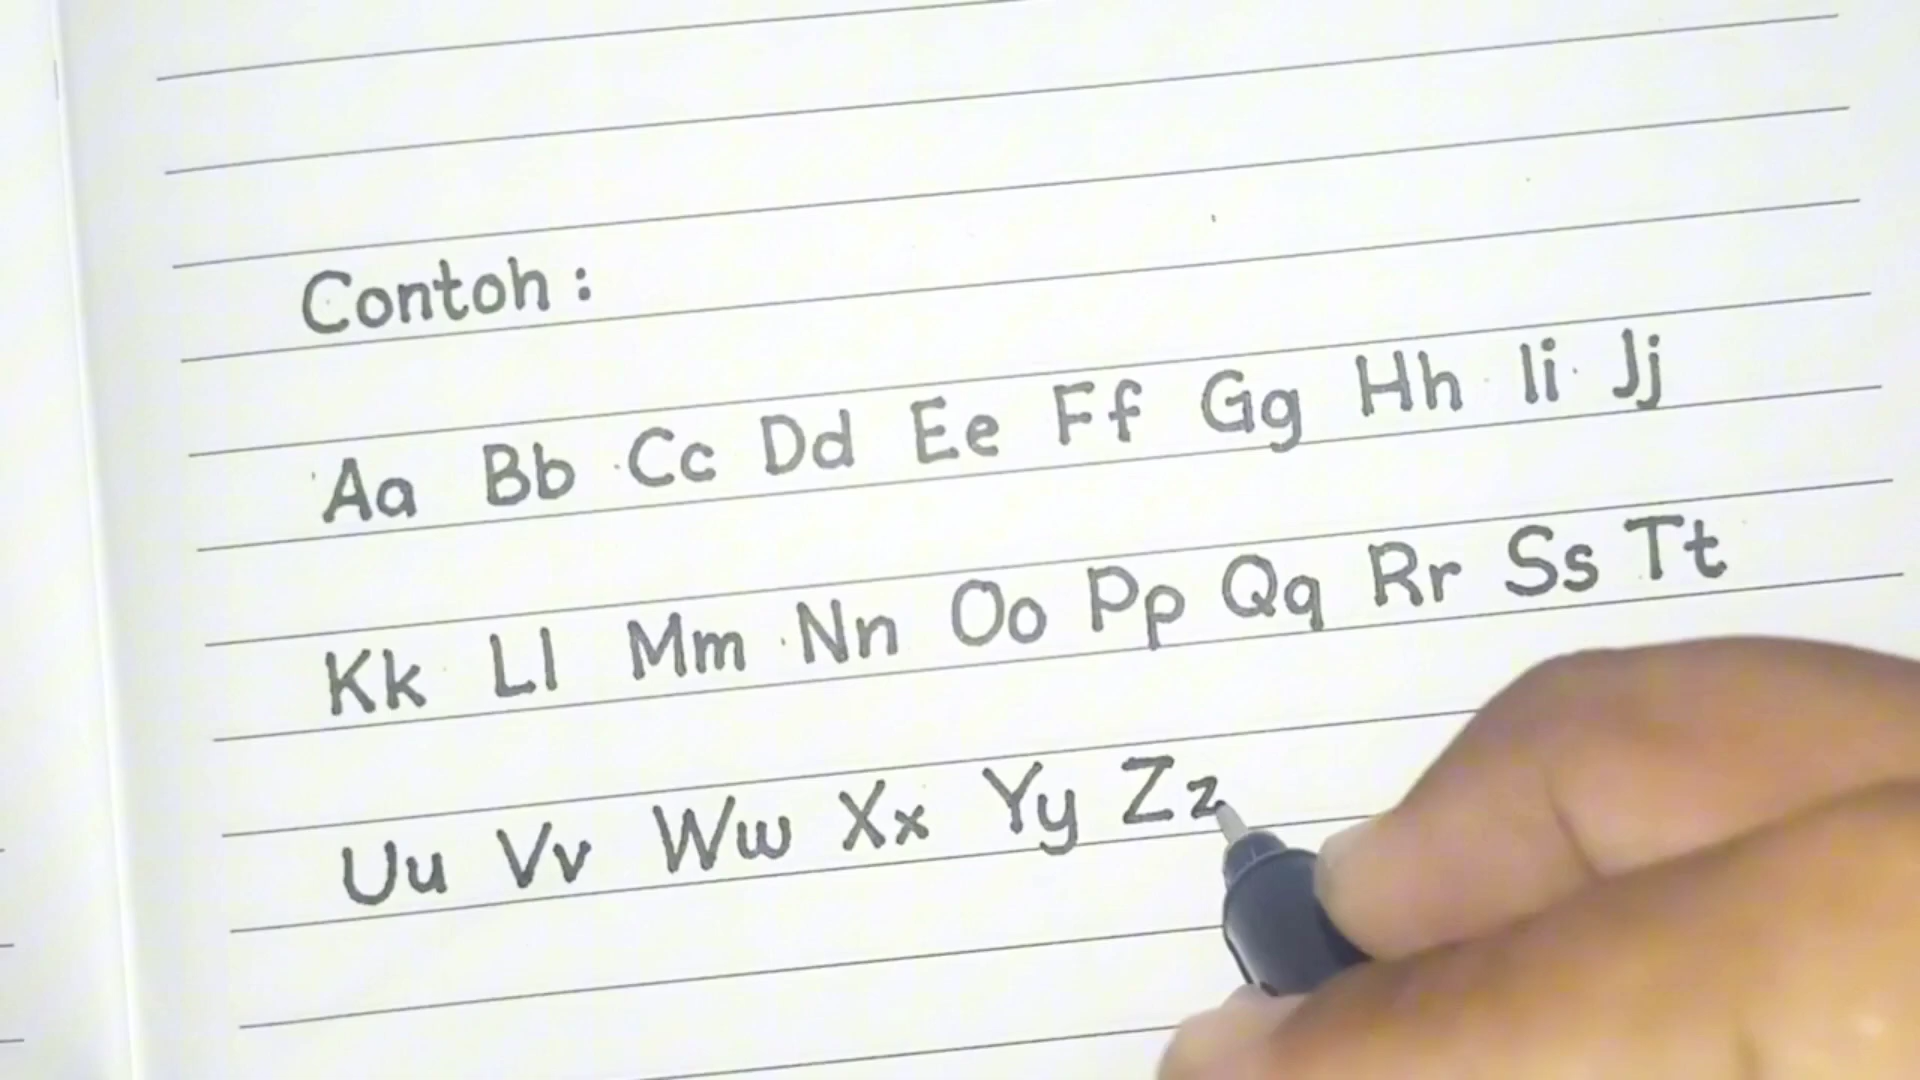 Contoh :
Aa Bb Cc Dd Ee Ff Gg Hh Ii Jj
Kk Ll Mm Nn Oo Pp Qq Rr Ss Tt
Uu Vv Ww Xx Yy Zz